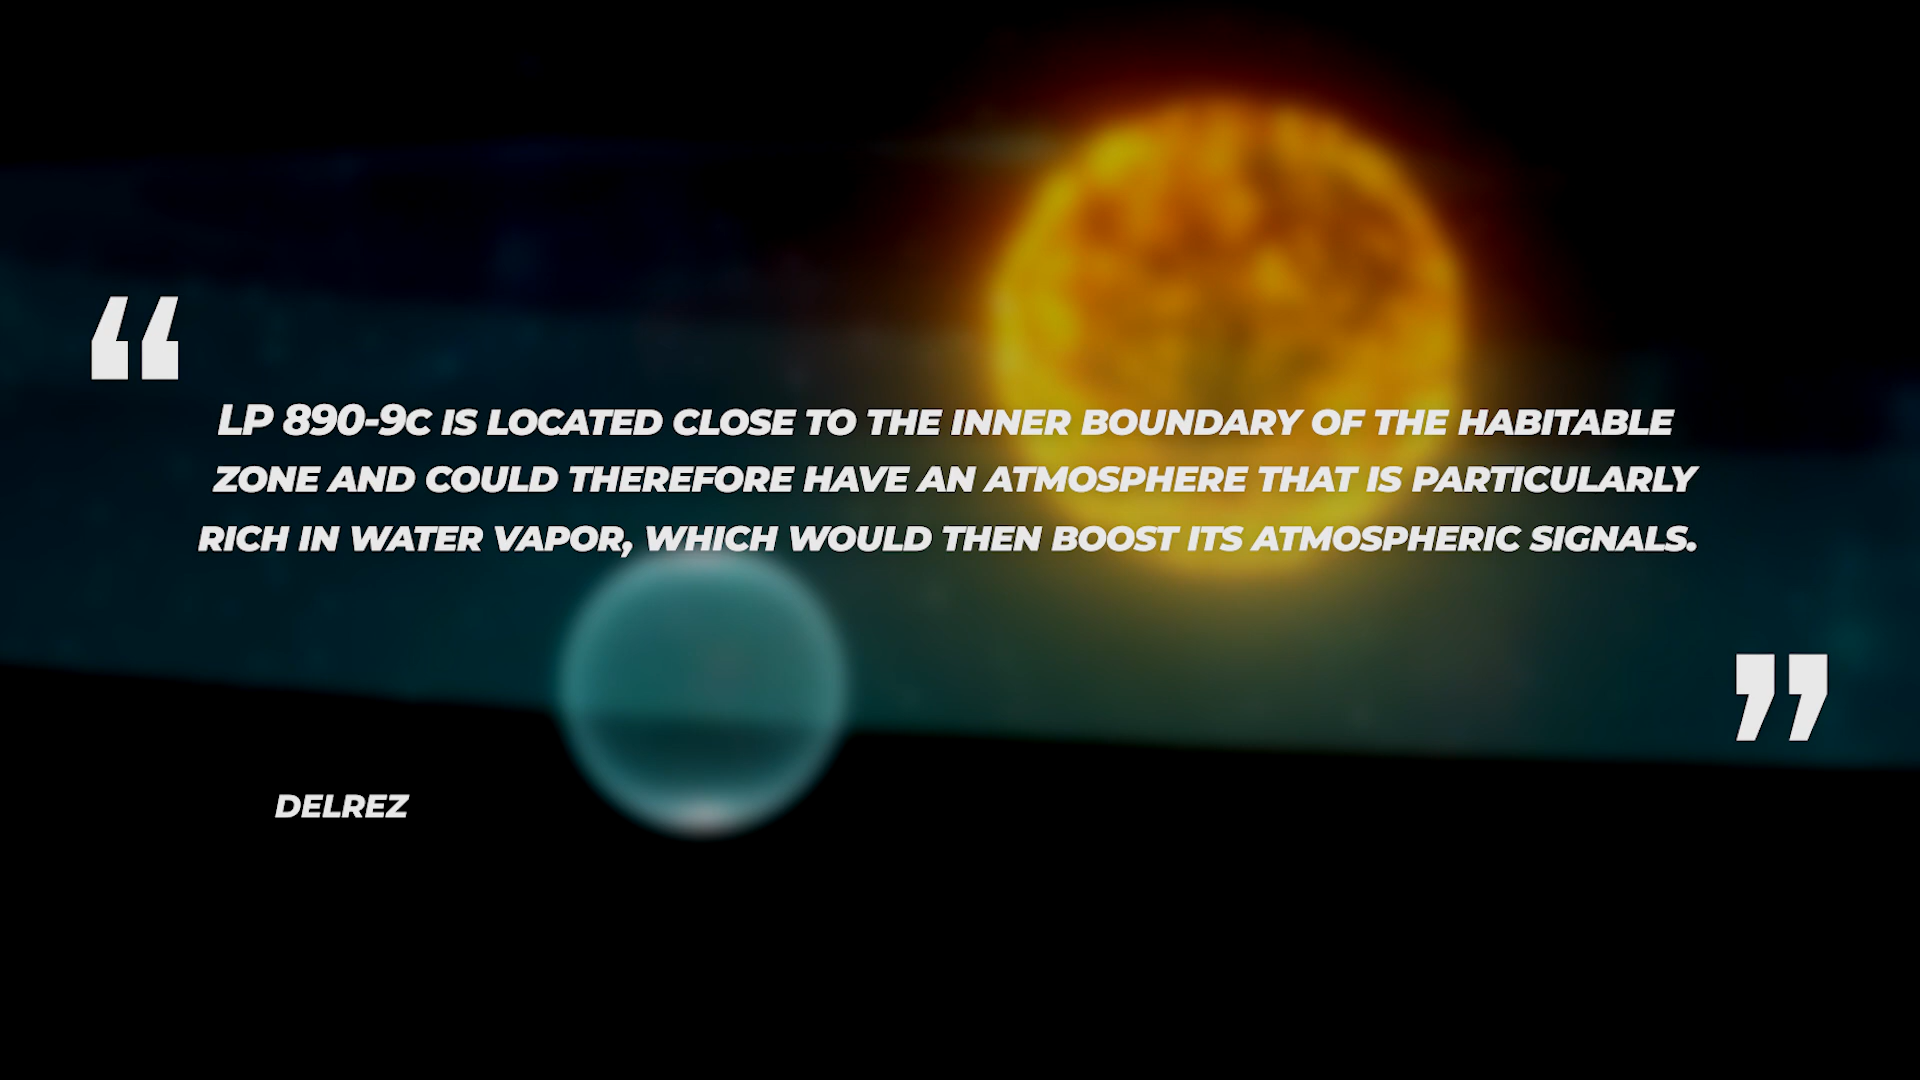 “
LP 890-9C IS LOCATED CLOSE TO THE INNER BOUNDARY OF THE HABITABLE
ZONE AND COULD THEREFORE HAVE AN ATMOSPHERE THAT IS PARTICULARLY
RICH IN WATER VAPOR, WHICH WOULD THEN BOOST ITS ATMOSPHERIC SIGNALS.
”
DELREZ